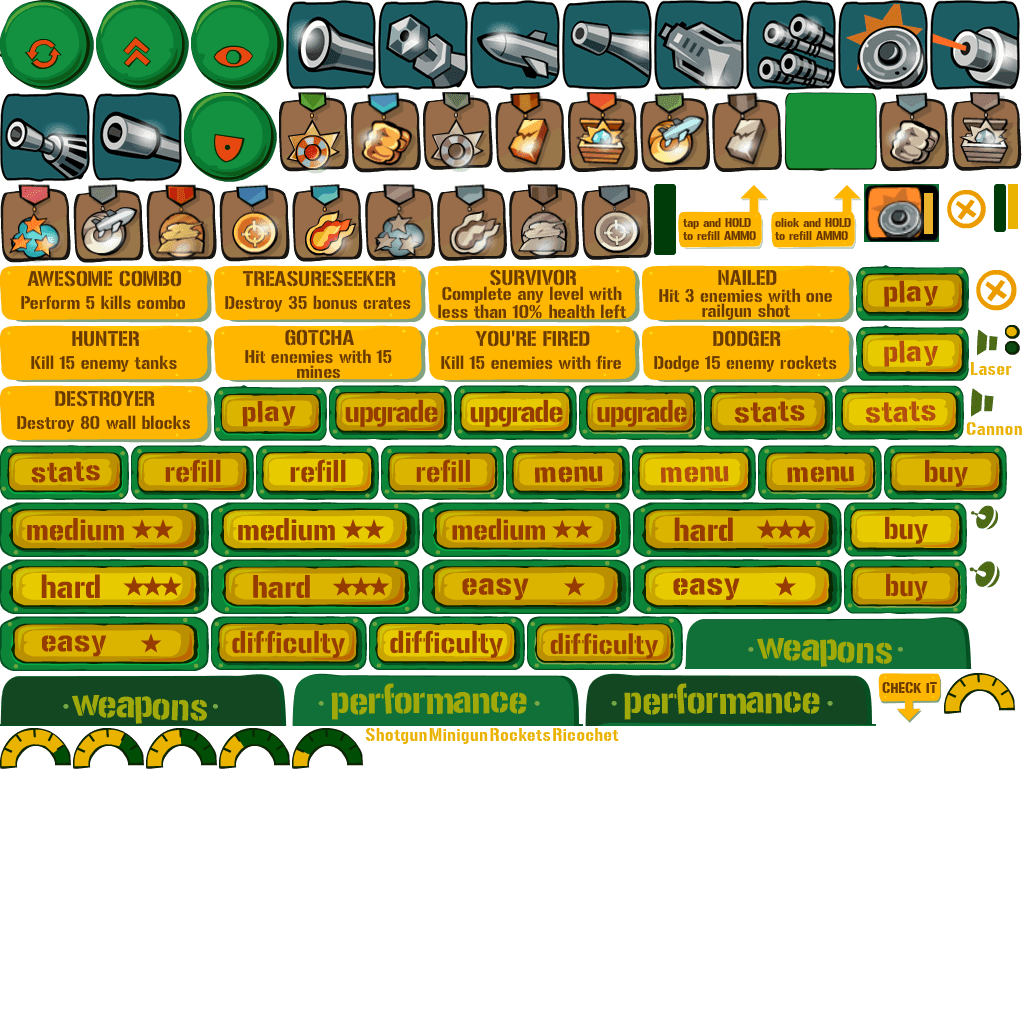 tap and HOLD
to refill AMMO
click and HOLD
to refill AMMO
AWESOME COMBO
Perform 5 kills combo
TREASURESEEKER
Destroy 35 bonus crates
SURVIVOR
Complete any level with
less than 10% health left
NAILED
Hit 3 enemies with one
railgun shot
play
HUNTER
Kill 15 enemy tanks
GOTCHA
Hit enemies with 15
mines
YOU'RE FIRED
Kill 15 enemies with fire
DODGER
Dodge 15 enemy rockets
play
Laser
DESTROYER
Destroy 80 wall blocks
play
upgrade
upgrade
upgrade
stats
stats
Cannon
stats
refill
refill
refill
menu
menu
menu
buy
medium
medium
medium
hard
buy
hard
hard
easy
easy
buy
easy
difficulty
difficulty
difficulty
weapons
weapons
performance
performance
CHECK IT
Shotgun
Minigun
Rockets
Ricochet